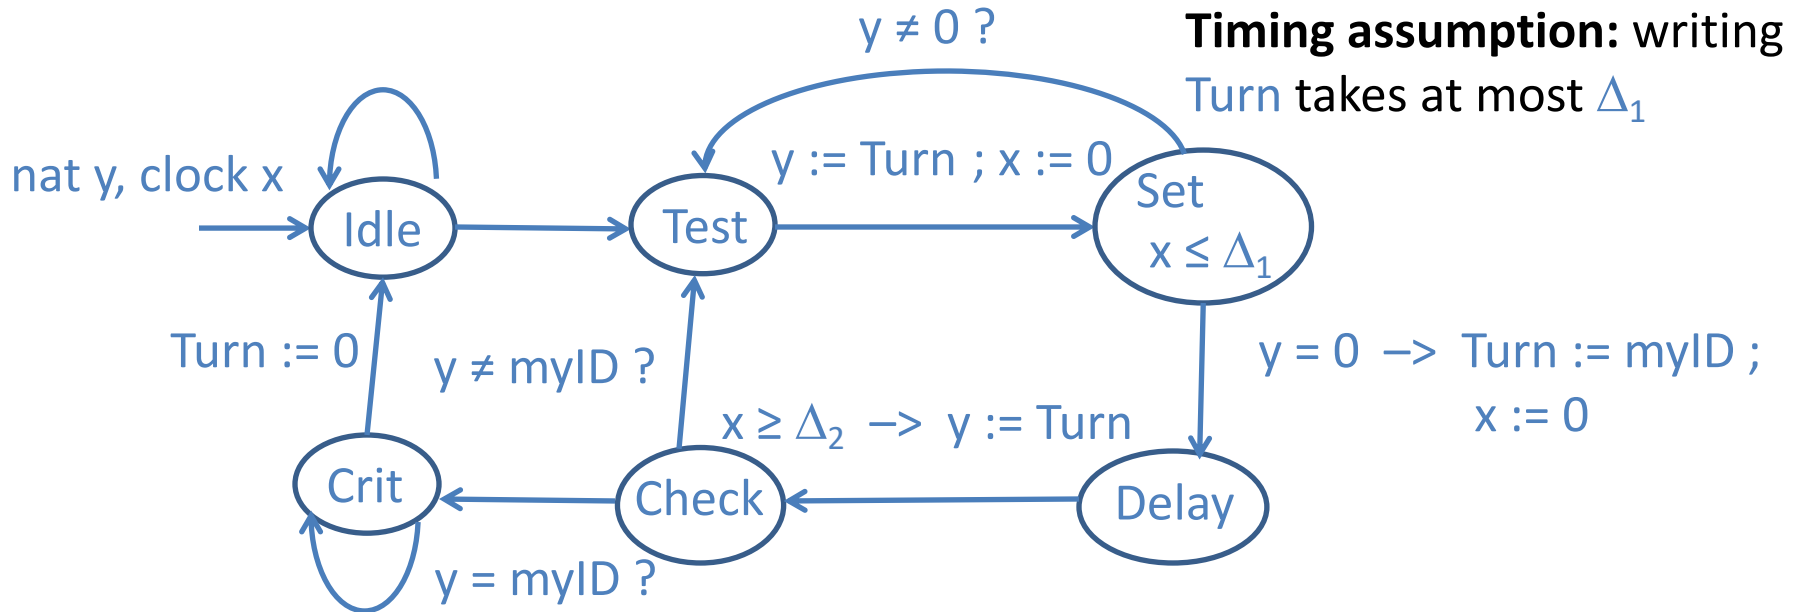 y ≠ 0 ?
Timing assumption: writing
Turn takes at most Δ₁
nat y, clock x
y := Turn ; x := 0
Idle
Test
Set
x ≤ Δ₁
Turn := 0
y ≠ myID ?
y = 0 –> Turn := myID ;
x := 0
x ≥ Δ₂ –> y := Turn
Crit
Check
Delay
y = myID ?